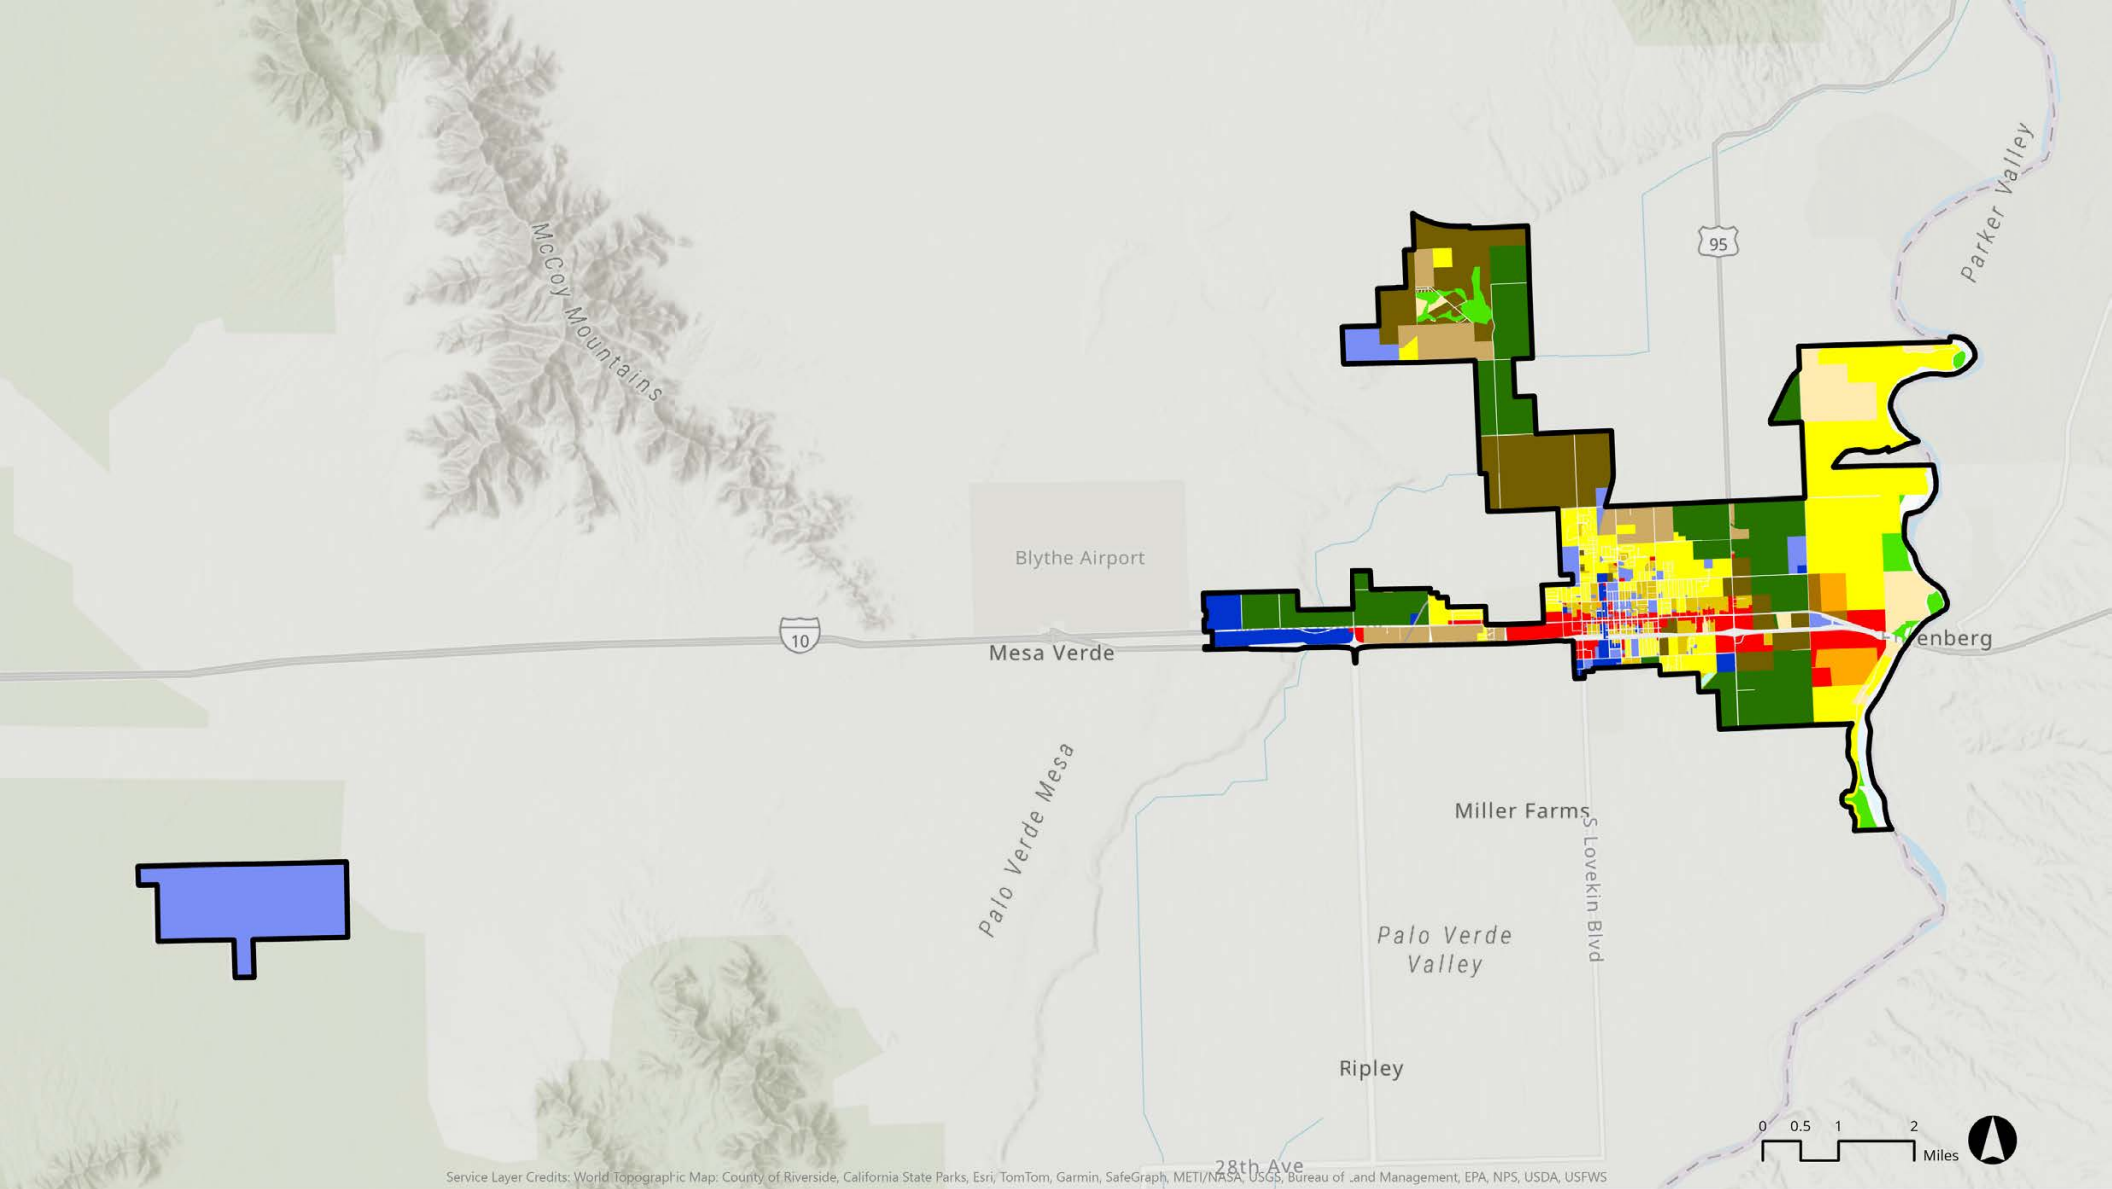 Parker Valley
95
McCoy Mountains
Blythe Airport
10
Mesa Verde
enberg
Palo Verde Mesa
Miller Farms
S Lovekin Blvd
Palo Verde
Valley
Ripley
28th Ave
0 0.5 1 2
Miles
Service Layer Credits: World Topographic Map: County of Riverside, California State Parks, Esri, TomTom, Garmin, SafeGraph, METI/NASA, USGS, Bureau of Land Management, EPA, NPS, USDA, USFWS